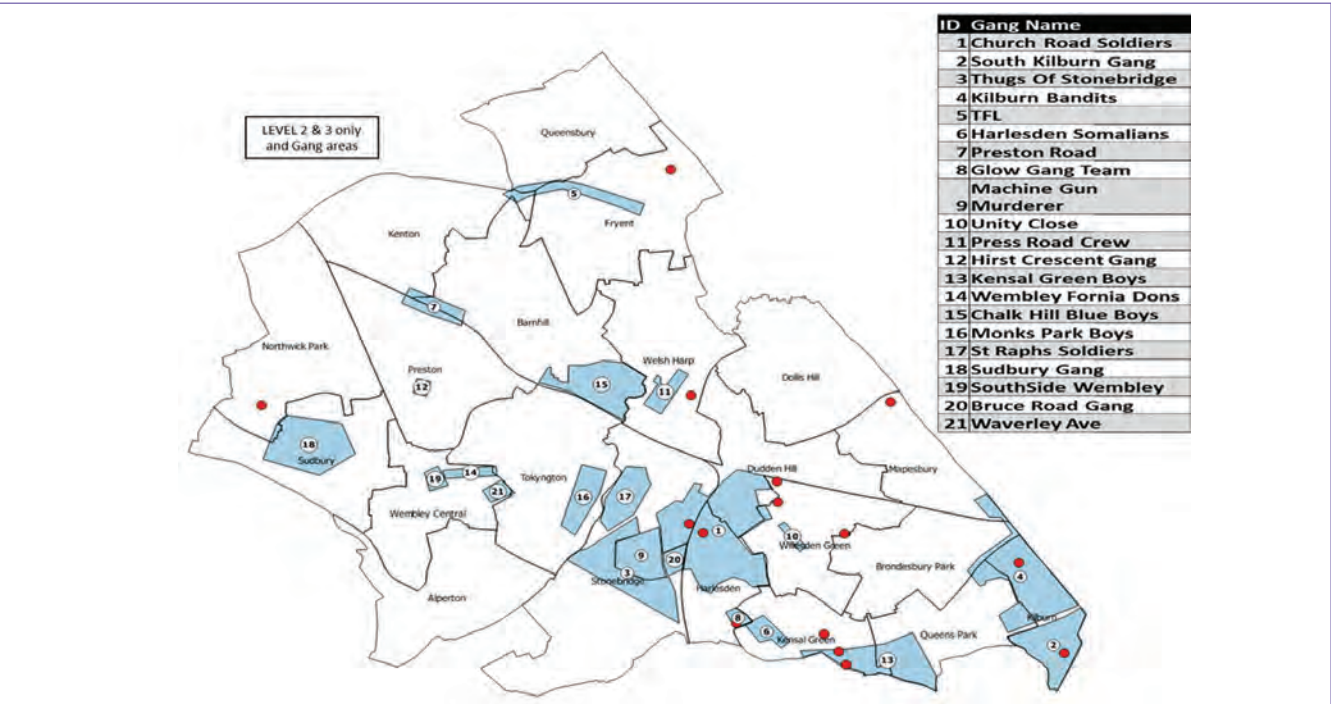 ID Gang Name
1 Church Road Soldiers
2 South Kilburn Gang
3 Thugs Of Stonebridge
4 Kilburn Bandits
5 TFL
6 Harlesden Somalians
7 Preston Road
8 Glow Gang Team
Machine Gun
9 Murderer
10 Unity Close
11 Press Road Crew
12 Hirst Crescent Gang
13 Kensal Green Boys
14 Wembley Fornia Dons
15 Chalk Hill Blue Boys
16 Monks Park Boys
17 St Raphs Soldiers
18 Sudbury Gang
19 SouthSide Wembley
20 Bruce Road Gang
21 Waverley Ave
LEVEL 2 & 3 only
and Gang areas
Queensbury
5
Fryent
Kenton
7
Barnhill
Northwick Park
Welsh Harp
Preston
12
15
11
Dollis Hill
18
Sudbury
19
14
21
Tokyngton
16
17
Dudden Hill
Mapesbury
Wembley Central
1
10
Willesden Green
9
20
3
Stonebridge
Harlesden
Brondesbury Park
4
Alperton
8
6
Kensal Green
Queens Park
Kilburn
2
13